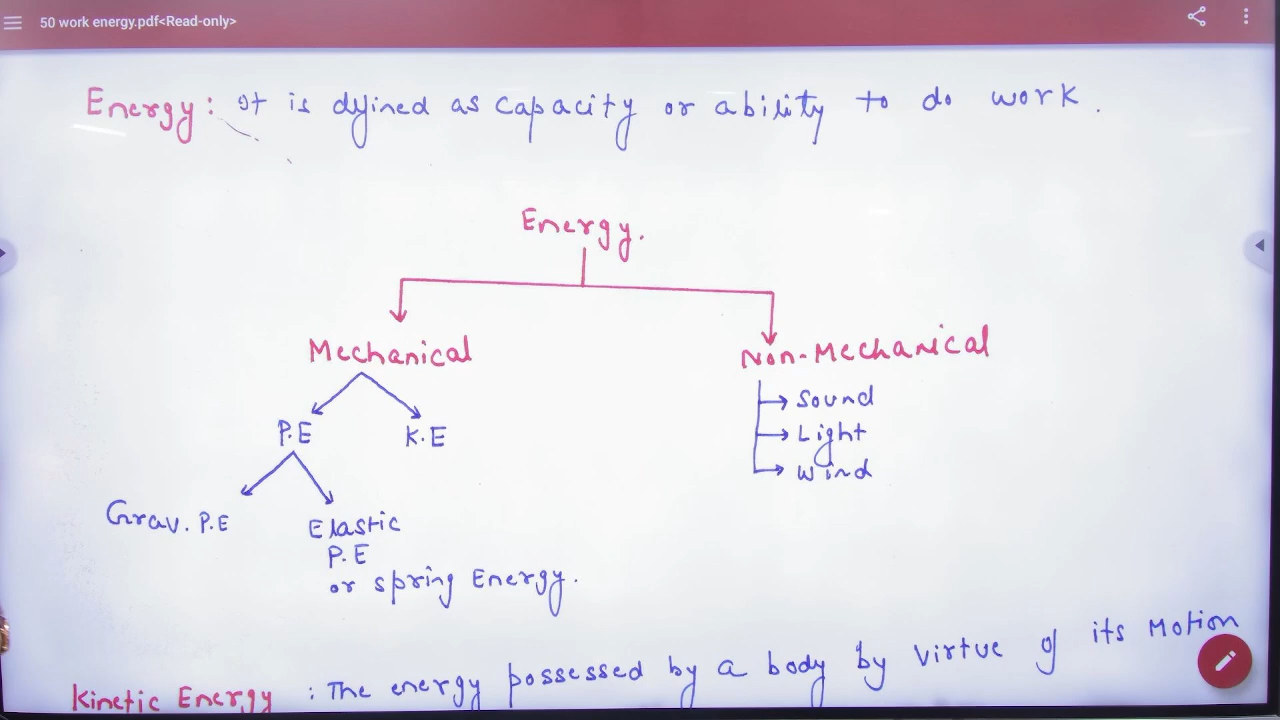 50 work energy.pdf<Read-only>
Energy: It is defined as capacity or ability to do work.
Energy.
Mechanical
Non-Mechanical
P.E
K.E
Sound
Light
Wind
Grav. P.E
Elastic
P.E
or spring Energy.
Kinetic Energy : The energy possessed by a body by virtue of its Motion